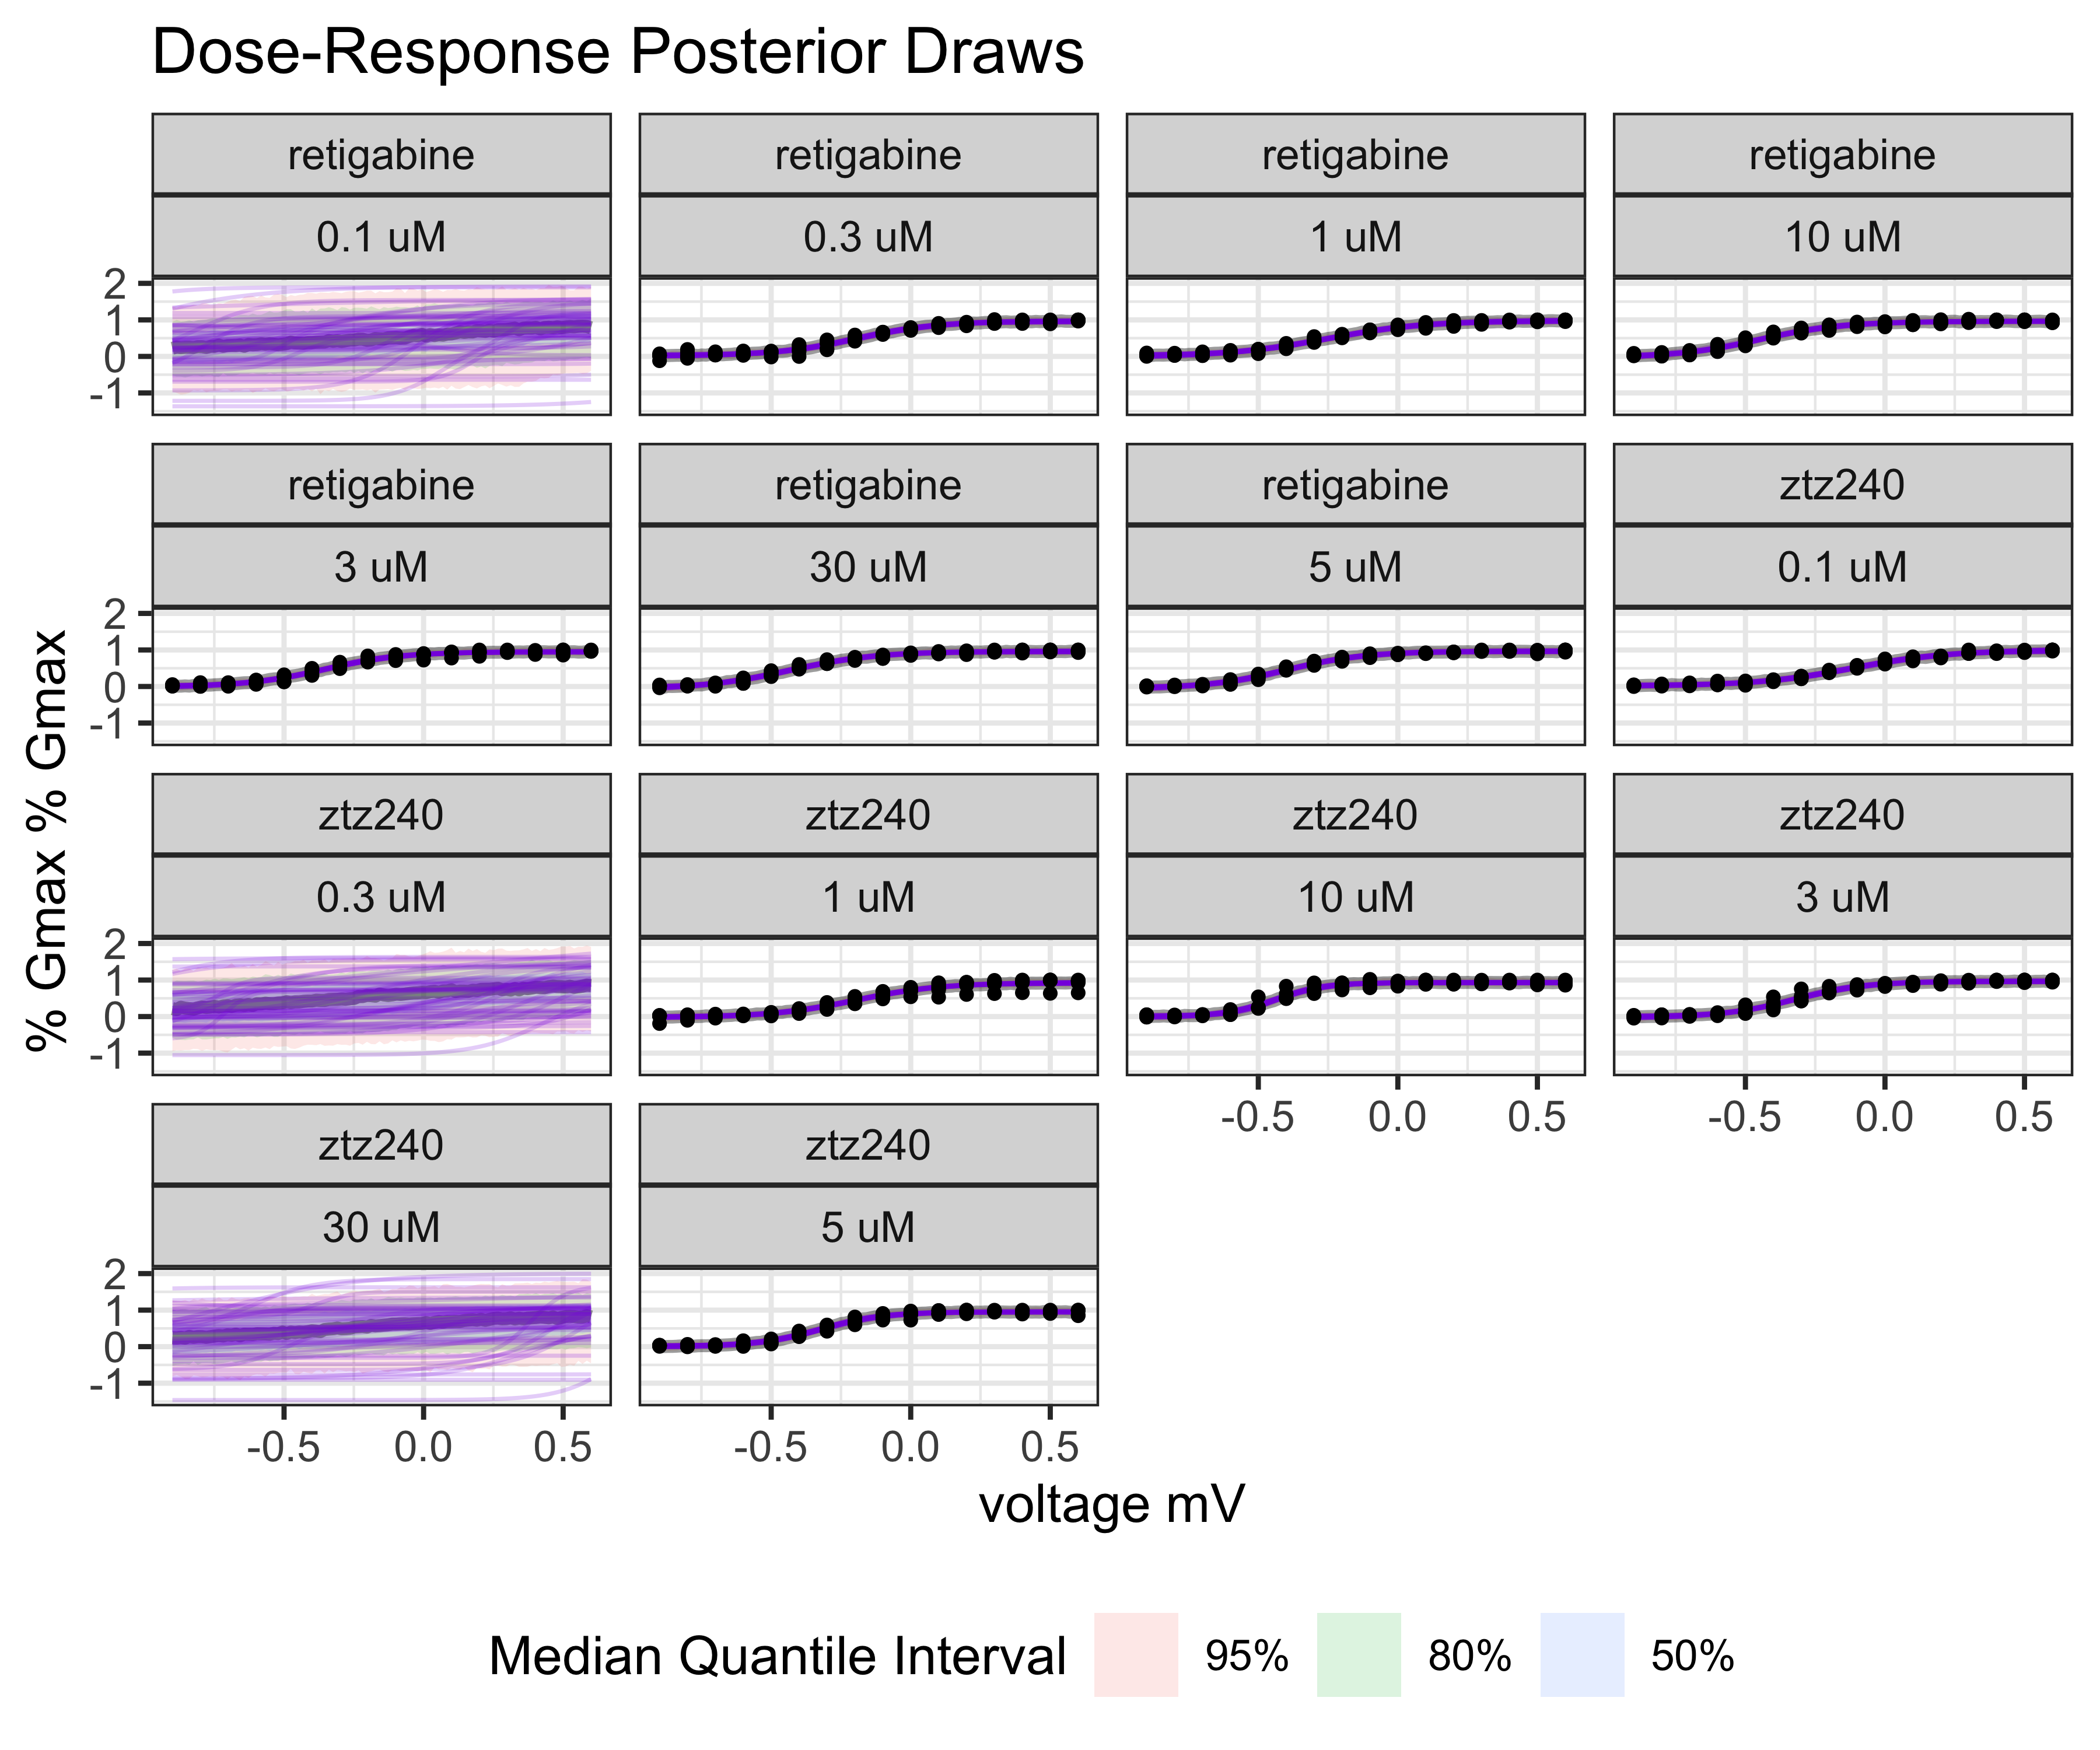 Dose-Response Posterior Draws
retigabine retigabine retigabine retigabine
0.1 uM 0.3 uM 1 uM 10 uM
2
1
0
-1
retigabine retigabine retigabine ztz240
3 uM 30 uM 5 uM 0.1 uM
2
1
0
-1
% Gmax % Gmax
ztz240 ztz240 ztz240 ztz240
0.3 uM 1 uM 10 uM 3 uM
2
1
0
-1
-0.5 0.0 0.5 -0.5 0.0 0.5
ztz240 ztz240
30 uM 5 uM
2
1
0
-1
-0.5 0.0 0.5 -0.5 0.0 0.5
voltage mV
Median Quantile Interval 95% 80% 50%